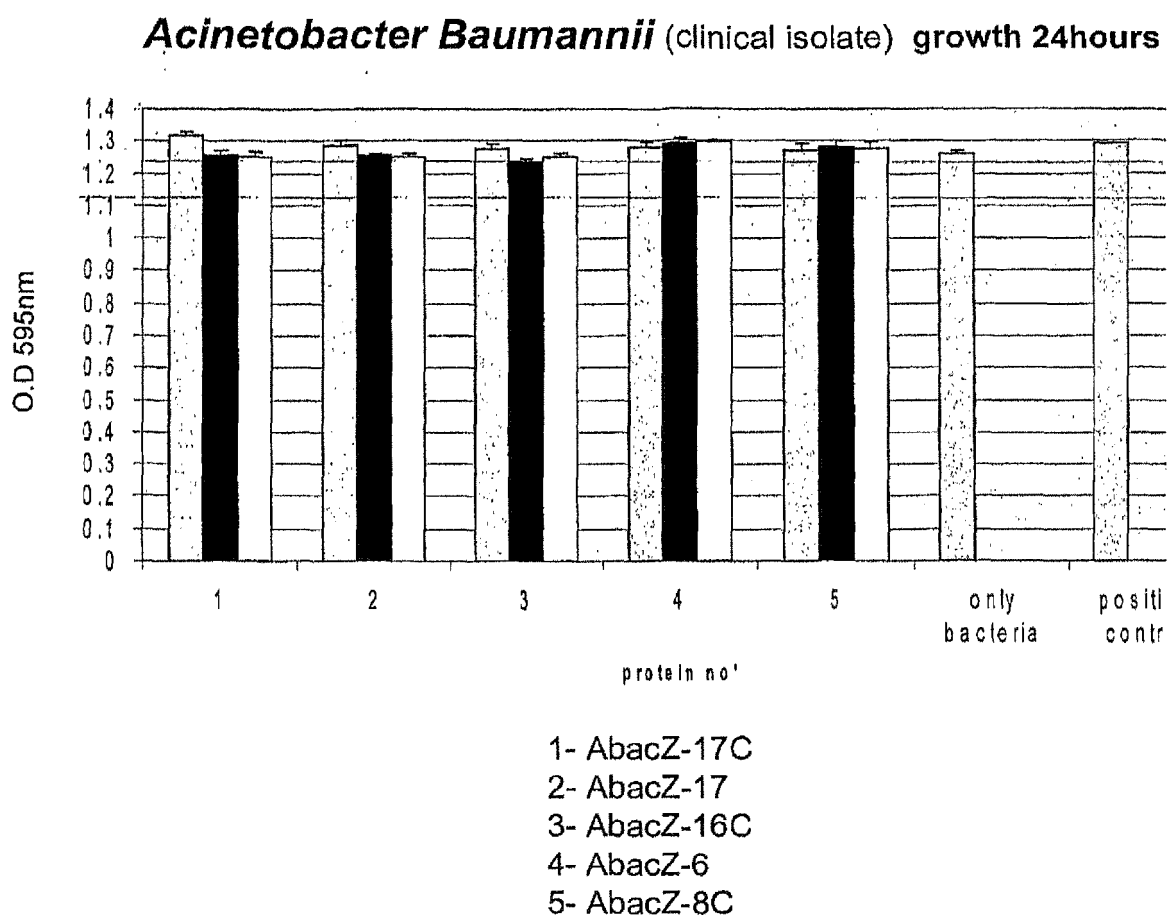 Acinetobacter Baumannii (clinical isolate) growth 24hours
1.4
1.3
1.2
1.1
1
0.9
0.8
0.7
0.6
0.5
0.4
0.3
0.2
0.1
0
O.D 595nm
1 2 3 4 5 only bacteria positi contr
protein no'
1- AbacZ-17C
2- AbacZ-17
3- AbacZ-16C
4- AbacZ-6
5- AbacZ-8C